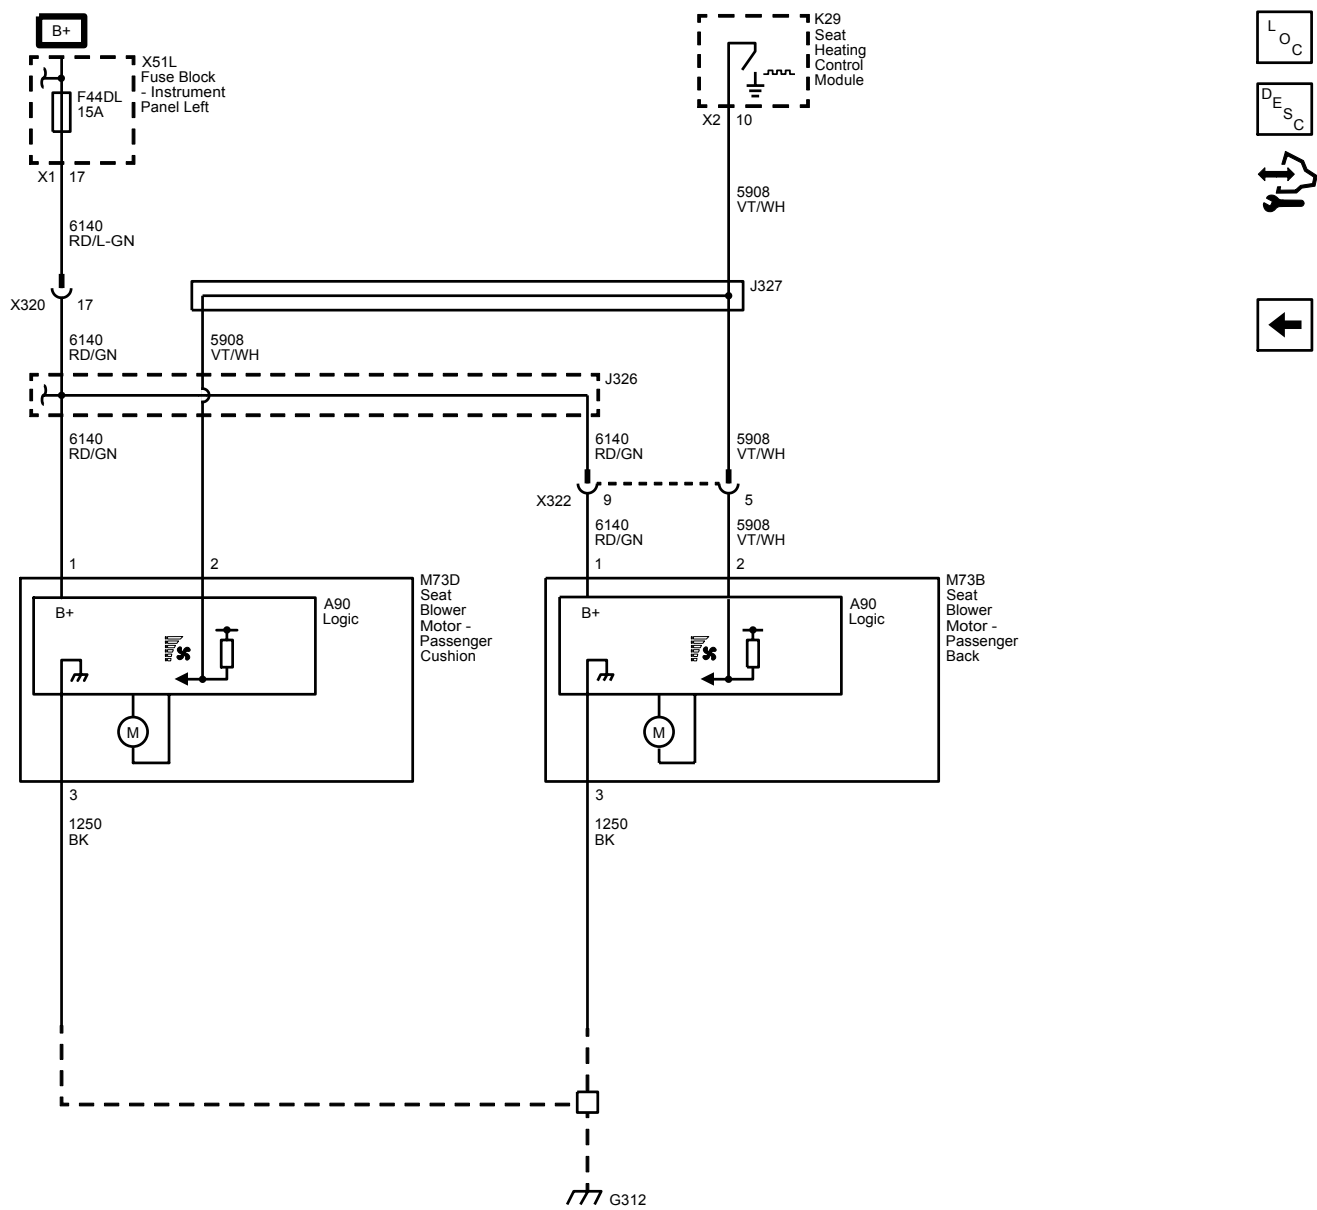 B+
X51L
Fuse Block
- Instrument
Panel Left
F44DL
15A
X1 17
6140
RD/L-GN
X320 17
6140
RD/GN
5908
VT/WH
K29
Seat
Heating
Control
Module
X2 10
5908
VT/WH
J327
J326
6140
RD/GN
6140
RD/GN
5908
VT/WH
X322 9 5
6140
RD/GN
5908
VT/WH
1 2
M73D
Seat
Blower
Motor -
Passenger
Cushion
A90
Logic
B+
M
3
1250
BK
1 2
M73B
Seat
Blower
Motor -
Passenger
Back
A90
Logic
B+
M
3
1250
BK
G312
LOC
DESC